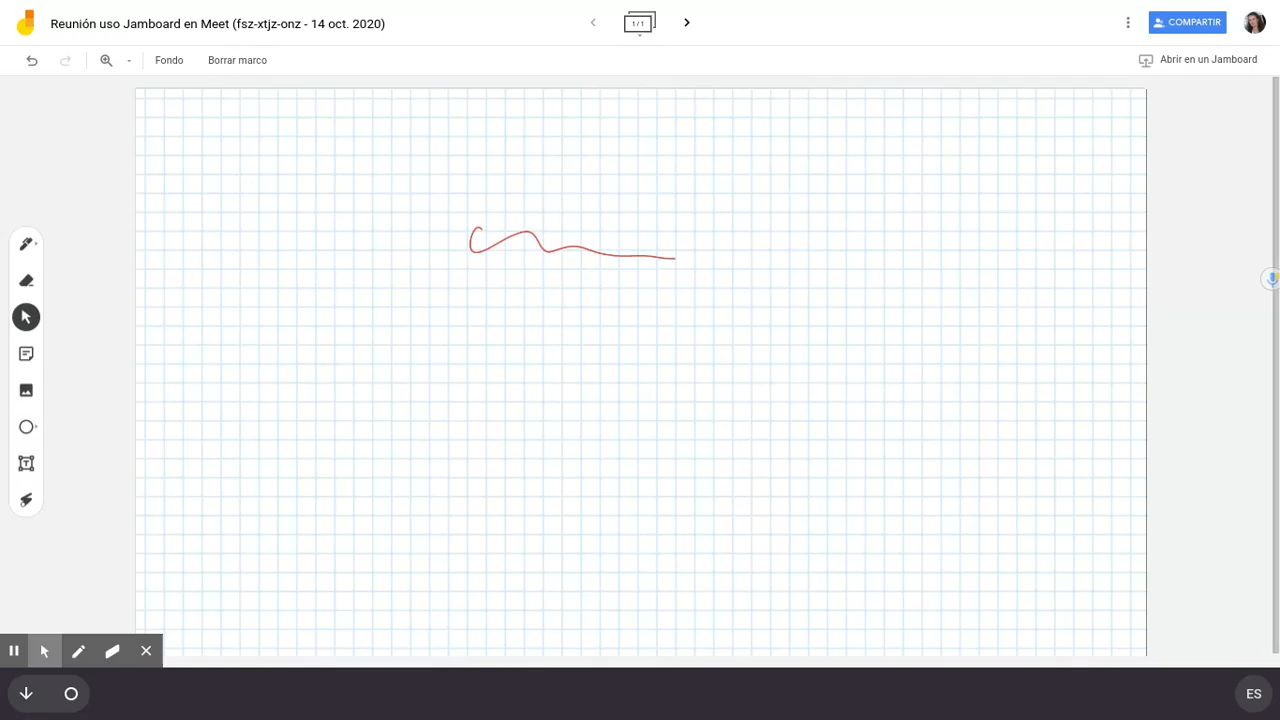 Reunión uso Jamboard en Meet (fsz-xtjz-onz - 14 oct. 2020)
1 / 1
COMPARTIR
Fondo
Borrar marco
Abrir en un Jamboard
T
ES